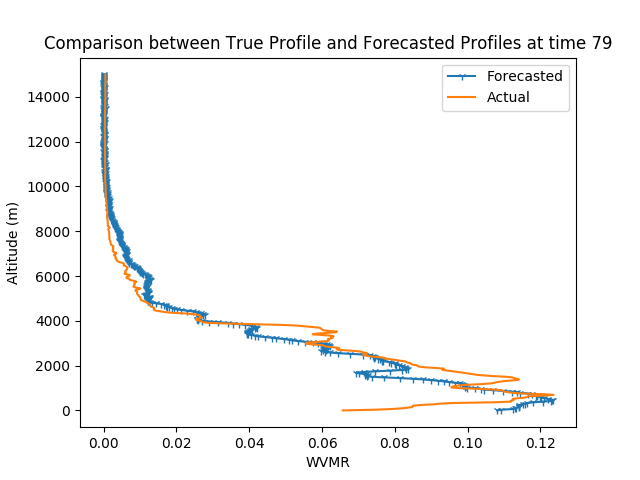 Comparison between True Profile and Forecasted Profiles at time 79
Forecasted
Actual
14000
12000
10000
8000
6000
4000
2000
0
Altitude (m)
0.00 0.02 0.04 0.06 0.08 0.10 0.12
WVMR